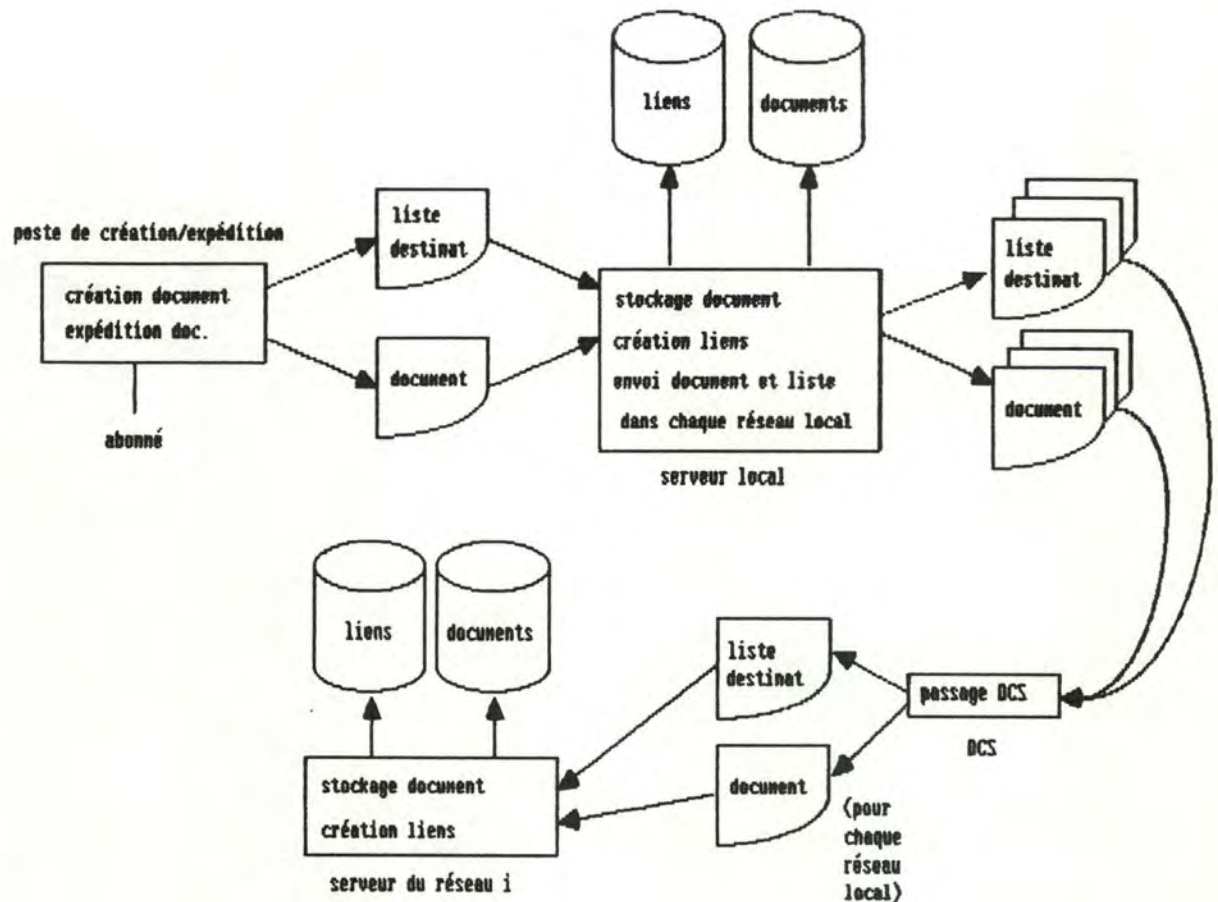 liens
documents
poste de création/expédition
création document
expédition doc.
abonné
liste
destinat
document
stockage document
création liens
envoi document et liste
dans chaque réseau local
serveur local
liste
destinat
document
liens
documents
stockage document
création liens
serveur du réseau i
liste
destinat
document
passage DCS
DCS
(pour
chaque
réseau
local)